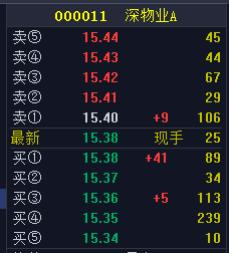 000011 深物业A
卖⑤ 15.44 45
卖④ 15.43 44
卖③ 15.42 67
卖② 15.41 29
卖① 15.40 +9 106
最新 15.38 现手 25
买① 15.38 +41 89
买② 15.37 34
买③ 15.36 +5 113
买④ 15.35 239
买⑤ 15.34 10